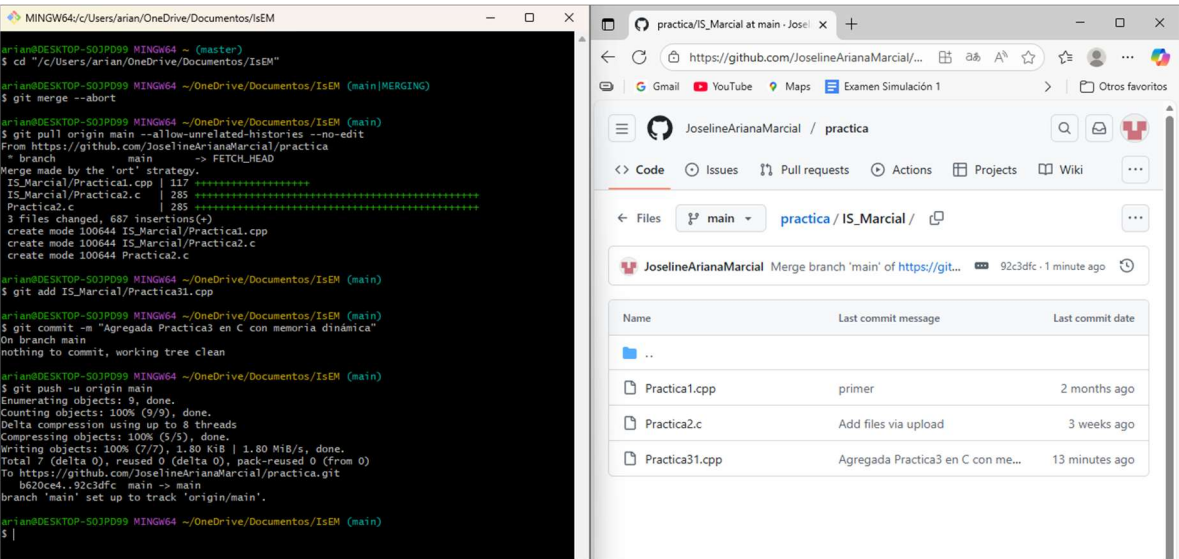 MINGW64:/c/Users/arian/OneDrive/Documentos/IsEM
arian@DESKTOP-SOJPD99 MINGW64 ~ (master)
$ cd "/c/Users/arian/OneDrive/Documentos/IsEM"
arian@DESKTOP-SOJPD99 MINGW64 ~/OneDrive/Documentos/IsEM (main|MERGING)
$ git merge --abort
arian@DESKTOP-SOJPD99 MINGW64 ~/OneDrive/Documentos/IsEM (main)
$ git pull origin main --allow-unrelated-histories --no-edit
From https://github.com/JoselineArianaMarcial/practica
 * branch            main       -> FETCH_HEAD
Merge made by the 'ort' strategy.
 IS_Marcial/Practica1.cpp | 117 ++++++++++++++++++++
 IS_Marcial/Practica2.c   | 285 +++++++++++++++++++++++++++++++++++++++++++++++++
 Practica2.c              | 285 +++++++++++++++++++++++++++++++++++++++++++++++++
 3 files changed, 687 insertions(+)
 create mode 100644 IS_Marcial/Practica1.cpp
 create mode 100644 IS_Marcial/Practica2.c
 create mode 100644 Practica2.c
arian@DESKTOP-SOJPD99 MINGW64 ~/OneDrive/Documentos/IsEM (main)
$ git add IS_Marcial/Practica31.cpp
arian@DESKTOP-SOJPD99 MINGW64 ~/OneDrive/Documentos/IsEM (main)
$ git commit -m "Agregada Practica3 en C con memoria dinámica"
On branch main
nothing to commit, working tree clean
arian@DESKTOP-SOJPD99 MINGW64 ~/OneDrive/Documentos/IsEM (main)
$ git push -u origin main
Enumerating objects: 9, done.
Counting objects: 100% (9/9), done.
Delta compression using up to 8 threads
Compressing objects: 100% (5/5), done.
Writing objects: 100% (7/7), 1.80 KiB | 1.80 MiB/s, done.
Total 7 (delta 0), reused 0 (delta 0), pack-reused 0 (from 0)
To https://github.com/JoselineArianaMarcial/practica.git
   b620ce4..92c3dfc  main -> main
branch 'main' set up to track 'origin/main'.
arian@DESKTOP-SOJPD99 MINGW64 ~/OneDrive/Documentos/IsEM (main)
$
practica/IS_Marcial at main · Josel
https://github.com/JoselineArianaMarcial/...
Gmail YouTube Maps Examen Simulación 1 Otros favoritos
JoselineArianaMarcial / practica
Code Issues Pull requests Actions Projects Wiki
Files main practica / IS_Marcial /
JoselineArianaMarcial Merge branch 'main' of https://git... 92c3dfc · 1 minute ago
Name Last commit message Last commit date
..
Practica1.cpp primer 2 months ago
Practica2.c Add files via upload 3 weeks ago
Practica31.cpp Agregada Practica3 en C con me... 13 minutes ago